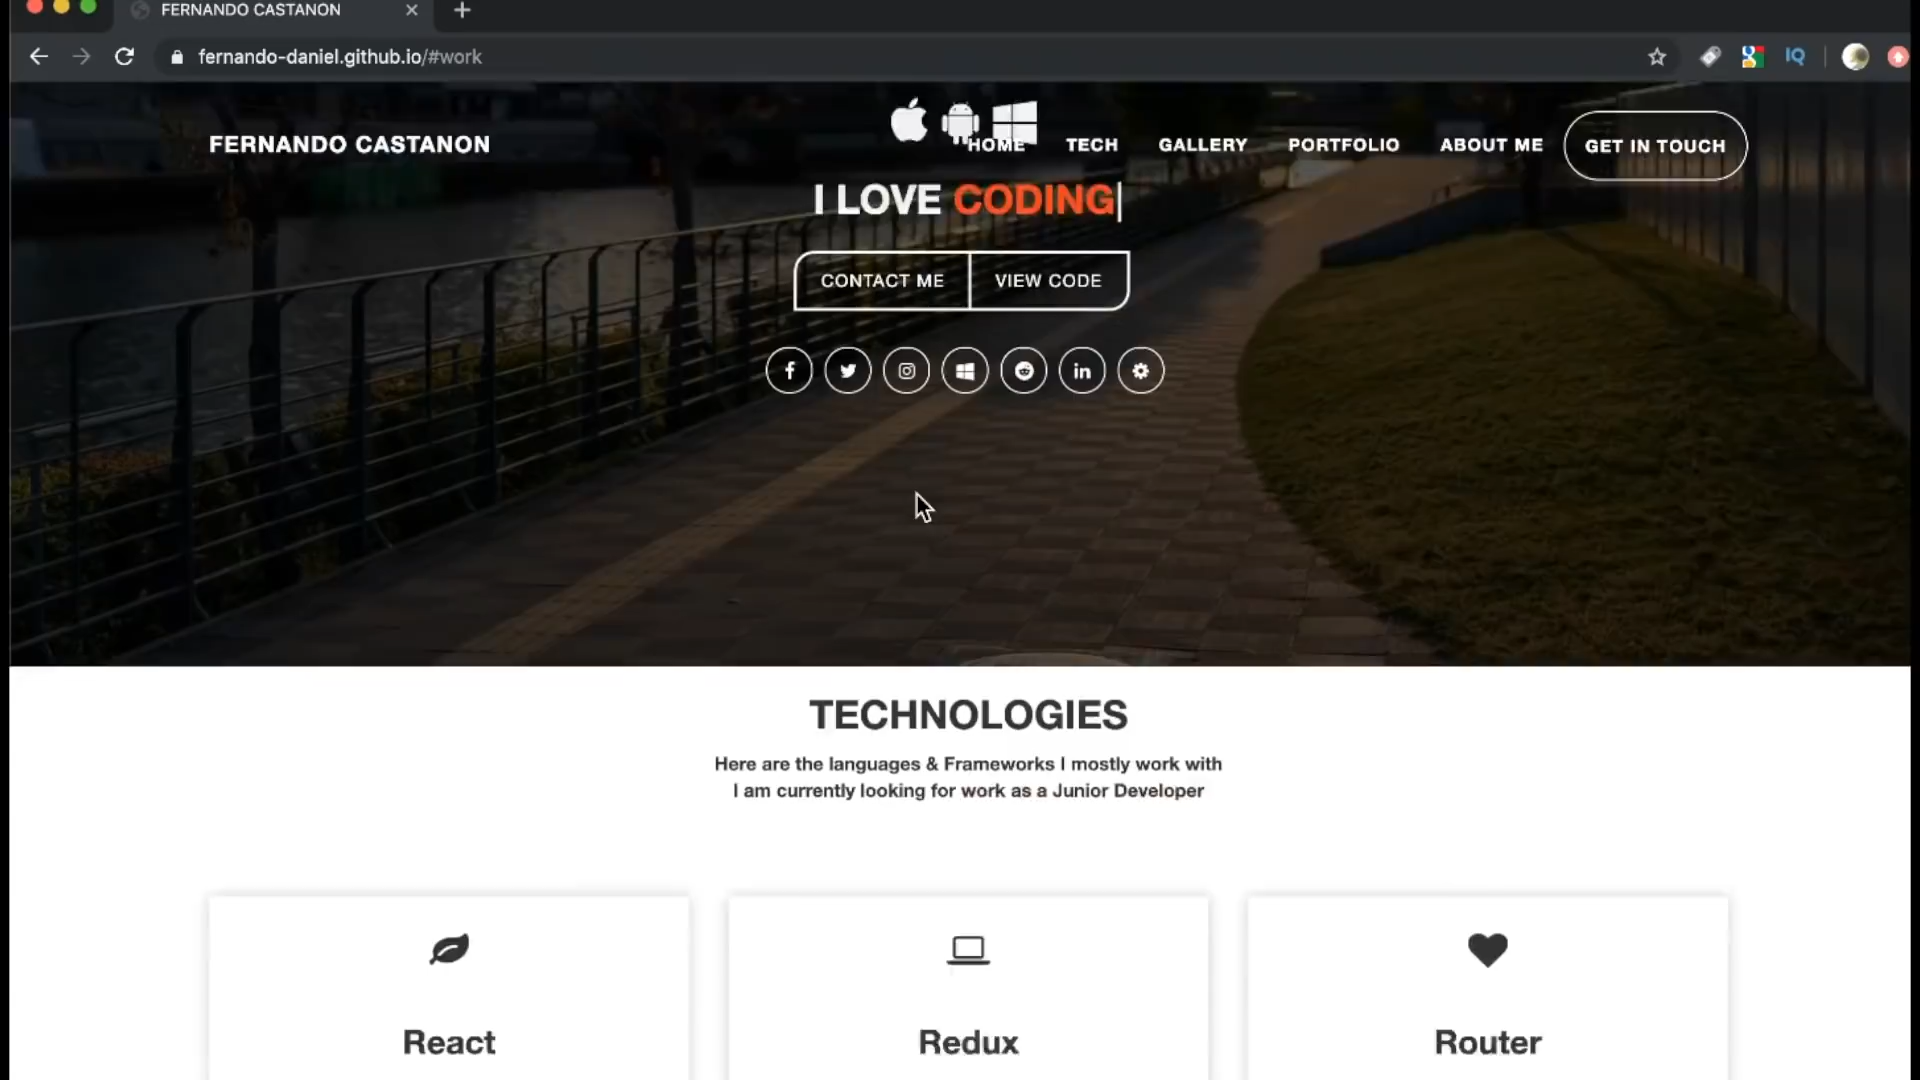 FERNANDO CASTANON
fernando-daniel.github.io/#work
IQ
FERNANDO CASTANON
HOME TECH GALLERY PORTFOLIO ABOUT ME GET IN TOUCH
I LOVE CODING|
CONTACT ME VIEW CODE
TECHNOLOGIES
Here are the languages & Frameworks I mostly work with
I am currently looking for work as a Junior Developer
React Redux Router